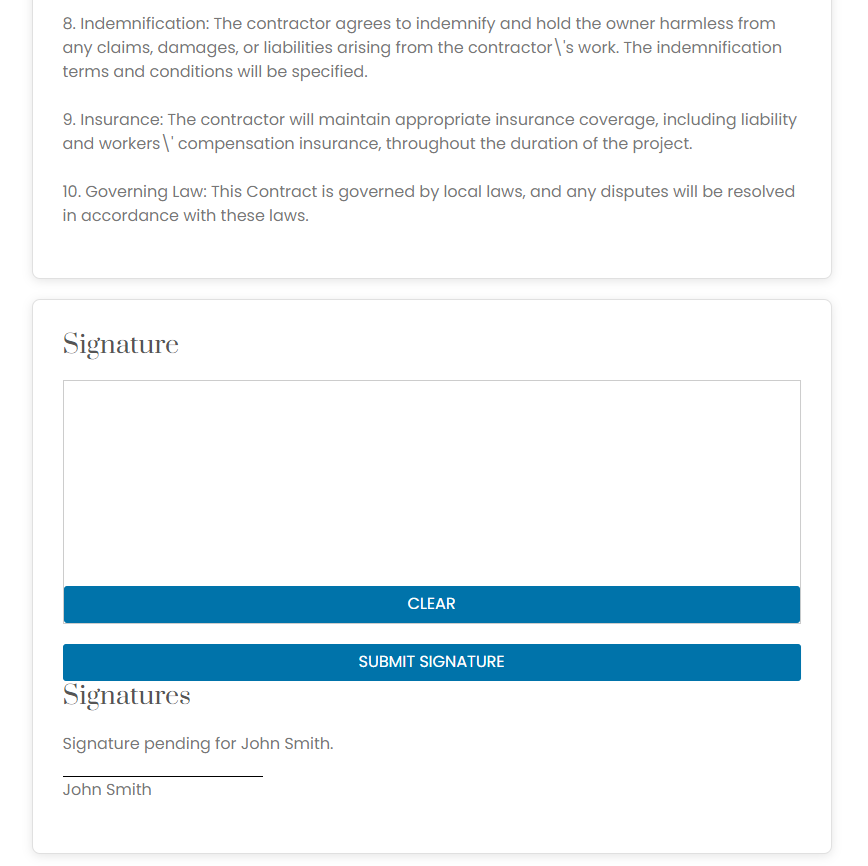 8. Indemnification: The contractor agrees to indemnify and hold the owner harmless from
any claims, damages, or liabilities arising from the contractor\'s work. The indemnification
terms and conditions will be specified.
9. Insurance: The contractor will maintain appropriate insurance coverage, including liability
and workers\' compensation insurance, throughout the duration of the project.
10. Governing Law: This Contract is governed by local laws, and any disputes will be resolved
in accordance with these laws.
Signature
CLEAR
SUBMIT SIGNATURE
Signatures
Signature pending for John Smith.
John Smith